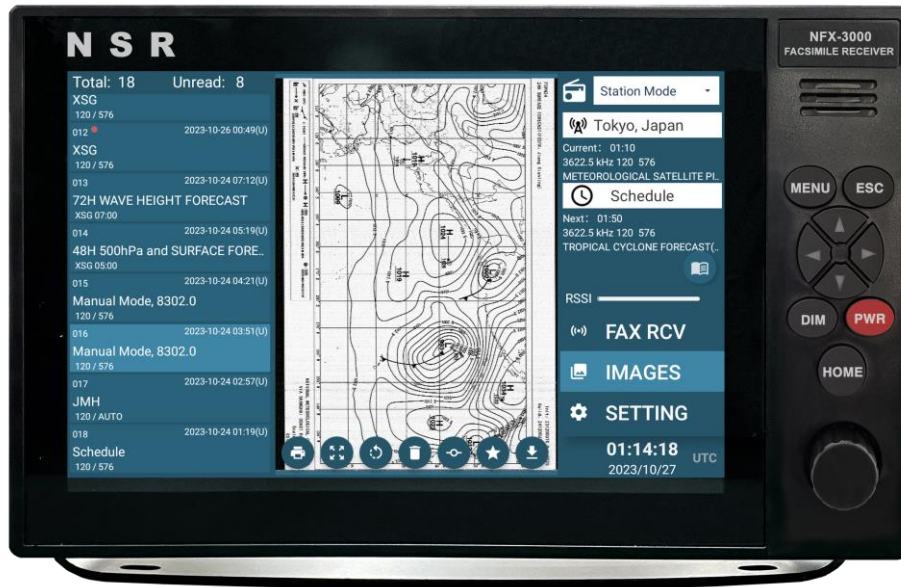 NSR
NFX-3000
FACSIMILE RECEIVER
Total: 18
Unread: 8
XSG
120 / 576
012
2023-10-26 00:49(U)
XSG
120 / 576
013
2023-10-24 07:12(U)
72H WAVE HEIGHT FORECAST
XSG 07:00
014
2023-10-24 05:19(U)
48H 500hPa and SURFACE FORE..
XSG 05:00
015
2023-10-24 04:21(U)
Manual Mode, 8302.0
120 / 576
016
2023-10-24 03:51(U)
Manual Mode, 8302.0
120 / 576
017
2023-10-24 02:57(U)
JMH
120 / AUTO
018
2023-10-24 01:19(U)
Schedule
120 / 576
H
1019
L
H
1024
H
1019
L
H
H
Station Mode
Tokyo, Japan
Current: 01:10
3622.5 kHz 120 576
METEOROLOGICAL SATELLITE PI..
Schedule
Next: 01:50
3622.5 kHz 120 576
TROPICAL CYCLONE FORECAST(..
RSSI
FAX RCV
IMAGES
SETTING
01:14:18
UTC
2023/10/27
MENU
ESC
DIM
PWR
HOME